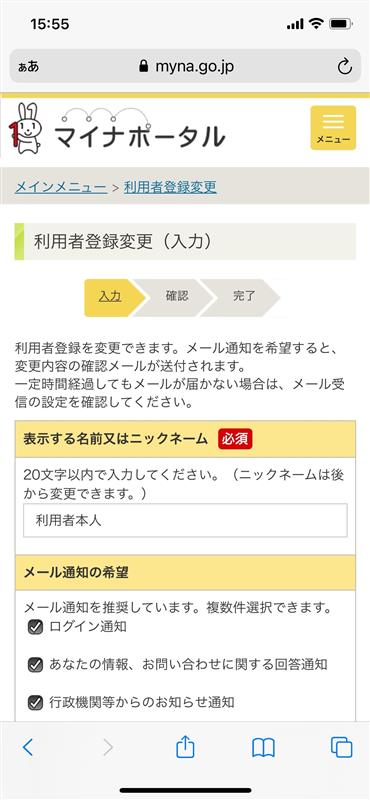 15:55
ぁあ
myna.go.jp
マイナポータル
メニュー
メインメニュー > 利用者登録変更
利用者登録変更（入力）
入力
確認
完了
利用者登録を変更できます。メール通知を希望すると、
変更内容の確認メールが送付されます。
一定時間経過してもメールが届かない場合は、メール受
信の設定を確認してください。
表示する名前又はニックネーム 必須
20文字以内で入力してください。（ニックネームは後
から変更できます。）
利用者本人
メール通知の希望
メール通知を推奨しています。複数件選択できます。
ログイン通知
あなたの情報、お問い合わせに関する回答通知
行政機関等からのお知らせ通知